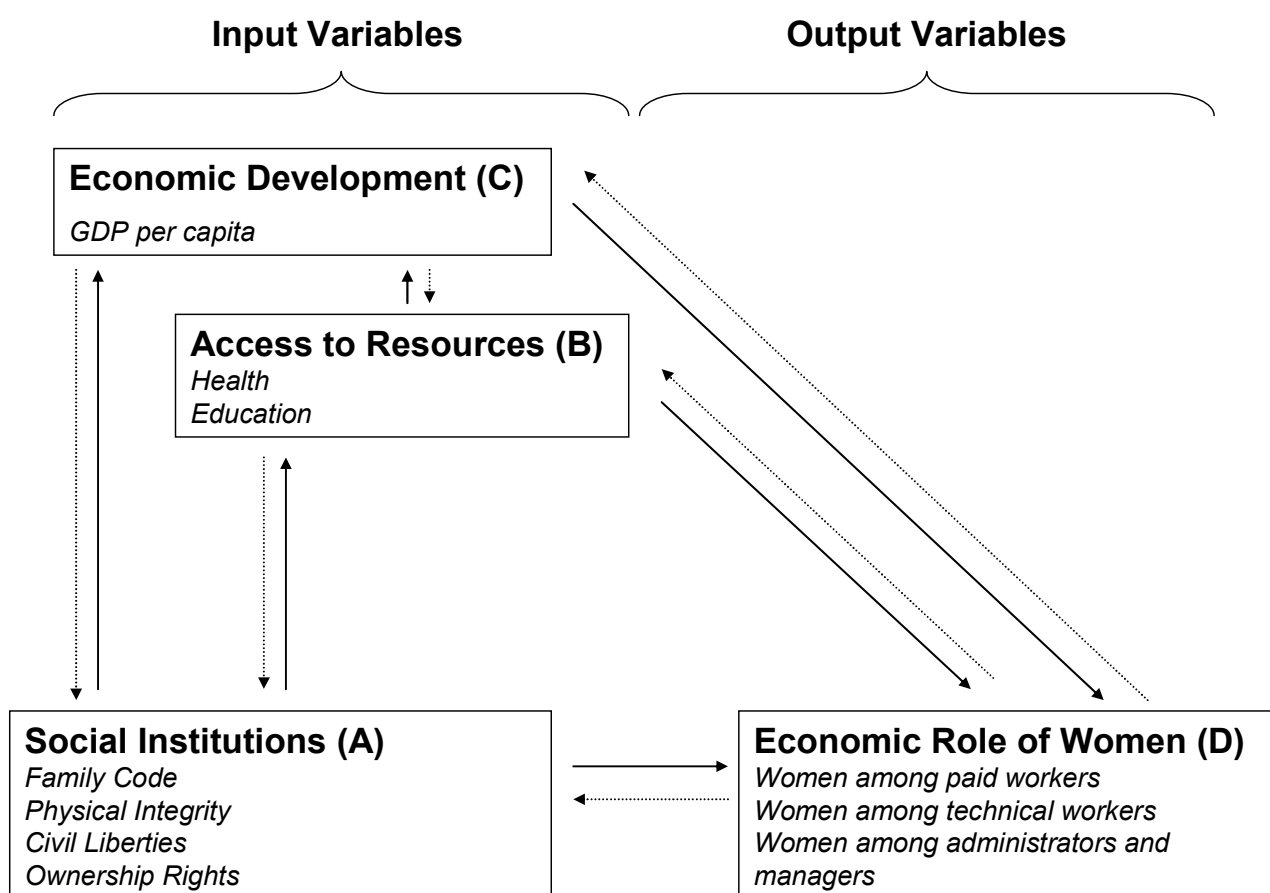 Input Variables
Output Variables
Economic Development (C)
GDP per capita
Access to Resources (B)
Health
Education
Social Institutions (A)
Family Code
Physical Integrity
Civil Liberties
Ownership Rights
Economic Role of Women (D)
Women among paid workers
Women among technical workers
Women among administrators and
managers